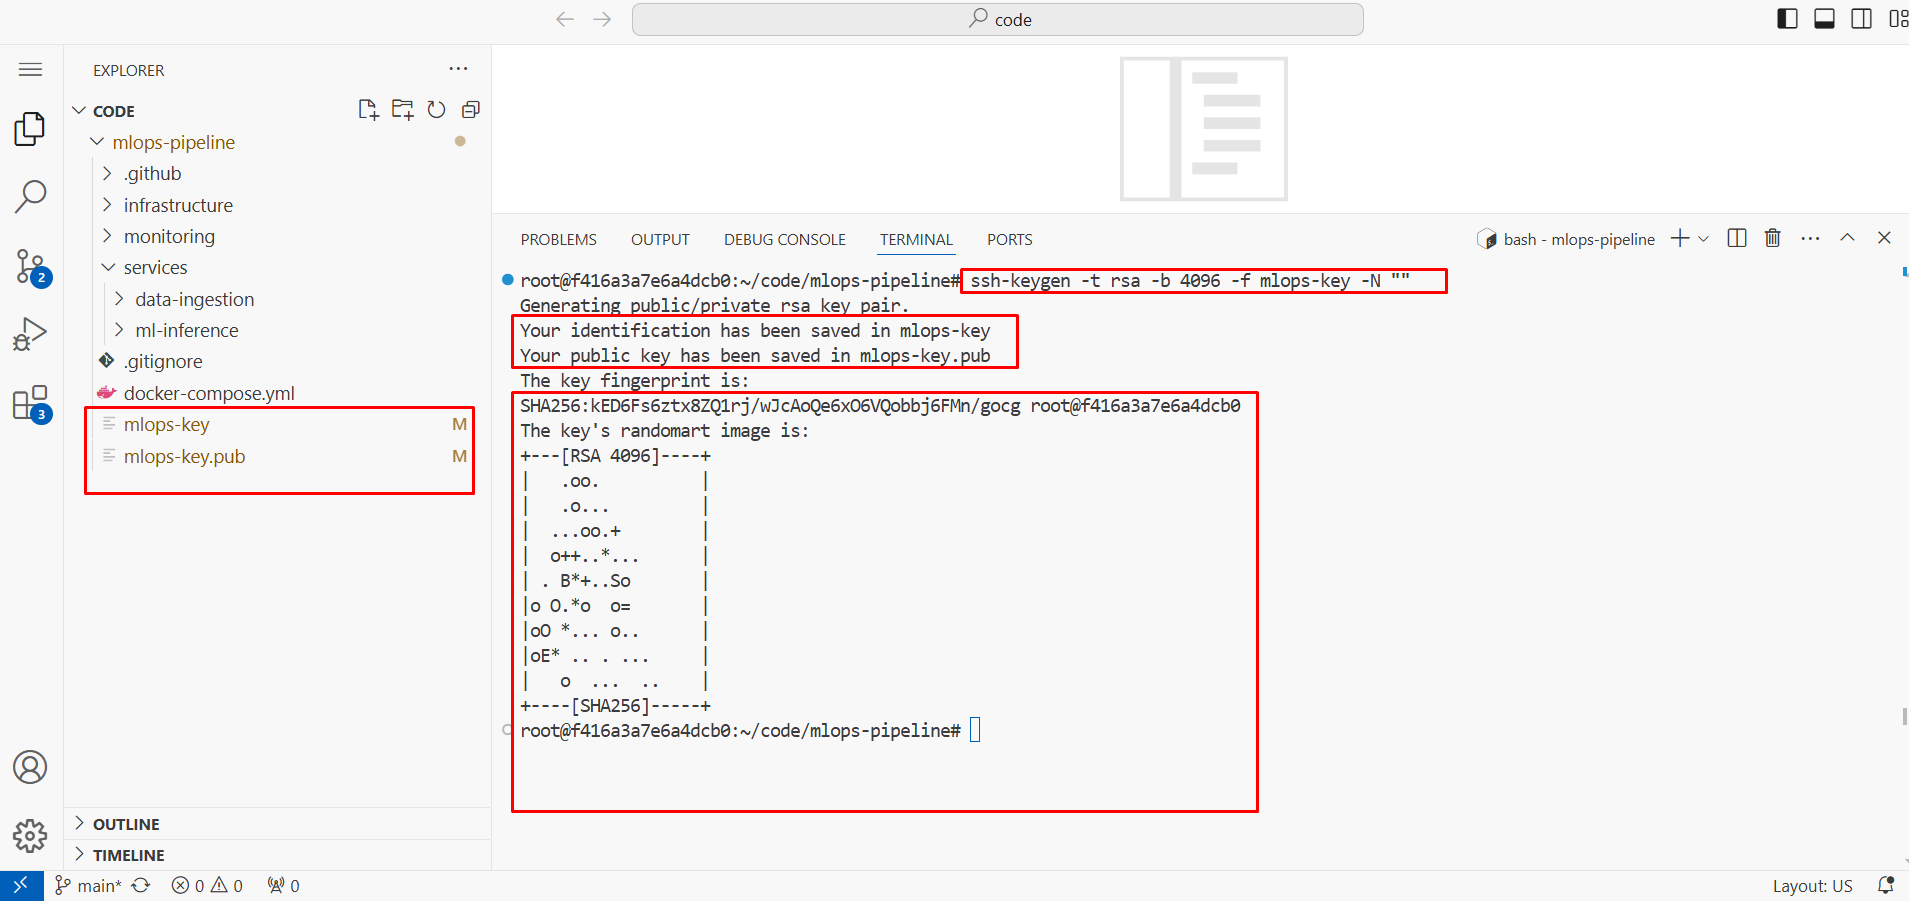 code
EXPLORER
CODE
mlops-pipeline
.github
infrastructure
monitoring
services
data-ingestion
ml-inference
.gitignore
docker-compose.yml
mlops-key M
mlops-key.pub M
2
3
OUTLINE
TIMELINE
PROBLEMS OUTPUT DEBUG CONSOLE TERMINAL PORTS
bash - mlops-pipeline
root@f416a3a7e6a4dcb0:~/code/mlops-pipeline# ssh-keygen -t rsa -b 4096 -f mlops-key -N ""
Generating public/private rsa key pair.
Your identification has been saved in mlops-key
Your public key has been saved in mlops-key.pub
The key fingerprint is:
SHA256:kED6Fs6ztx8ZQ1rj/wJcAoQe6xO6VQobbj6FMn/gocg root@f416a3a7e6a4dcb0
The key's randomart image is:
+---[RSA 4096]----+
|   .oo.          |
|   .o...         |
|  ...oo.+        |
|  o++..*...      |
| . B*+..So       |
|o O.*o  o=       |
|oO *... o..      |
|oE* .. . ...     |
|   o  ...  ..    |
+----[SHA256]-----+
root@f416a3a7e6a4dcb0:~/code/mlops-pipeline#
main* 0 0 0
Layout: US